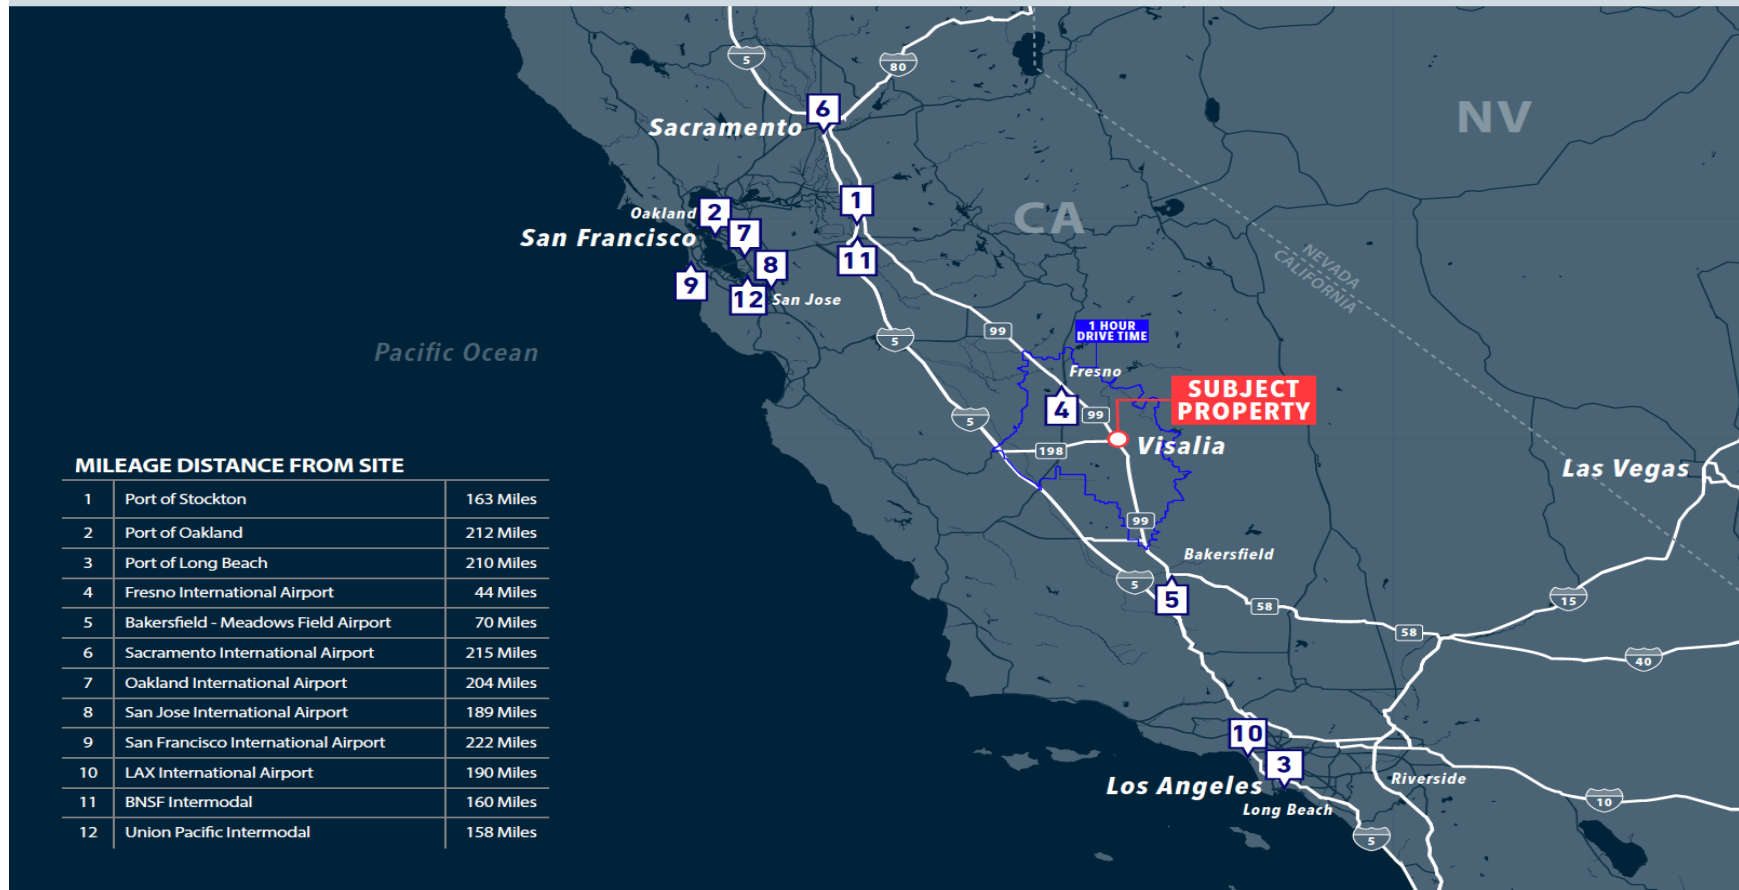 5
80
6
Sacramento
NV
1
Oakland
2
CA
San Francisco
7
11
8
9
12
San Jose
NEVADA
CALIFORNIA
99
1 HOUR
DRIVE TIME
5
Pacific Ocean
Fresno
SUBJECT
PROPERTY
4
99
5
198
Visalia
Las Vegas
99
Bakersfield
5
5
58
15
58
40
10
3
Los Angeles
Riverside
Long Beach
10
5
MILEAGE DISTANCE FROM SITE
1 Port of Stockton 163 Miles
2 Port of Oakland 212 Miles
3 Port of Long Beach 210 Miles
4 Fresno International Airport 44 Miles
5 Bakersfield - Meadows Field Airport 70 Miles
6 Sacramento International Airport 215 Miles
7 Oakland International Airport 204 Miles
8 San Jose International Airport 189 Miles
9 San Francisco International Airport 222 Miles
10 LAX International Airport 190 Miles
11 BNSF Intermodal 160 Miles
12 Union Pacific Intermodal 158 Miles